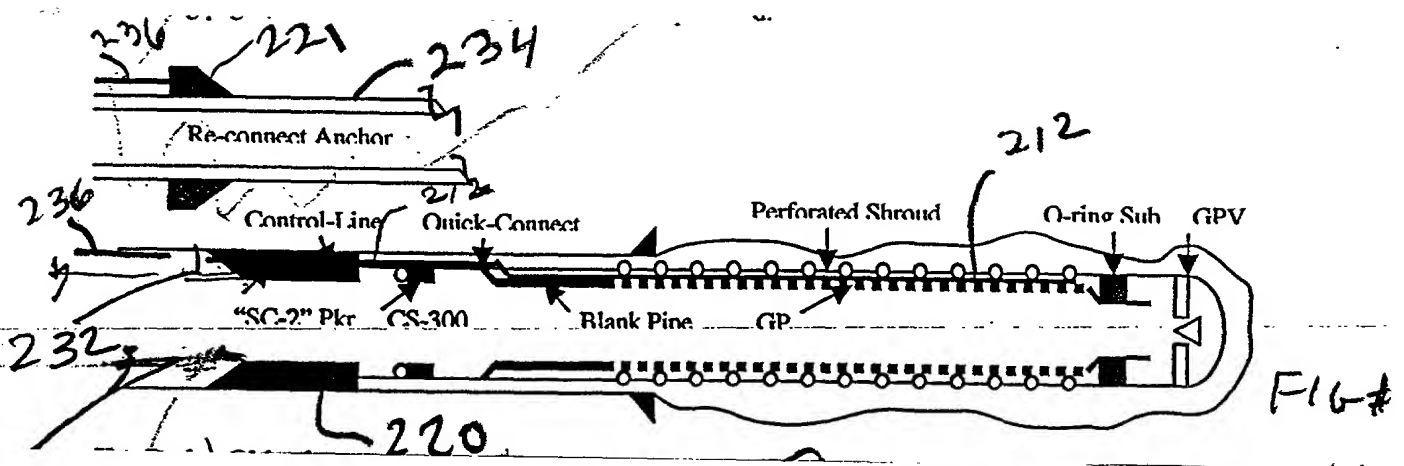 236
221
234
Re-connect Anchor
212
236
212
Control-Line
Quick-Connect
Perforated Shroud
O-ring Sub
GPV
"SC-2" Pkr
CS-300
Blank Pipe
GP
232
220
FIG